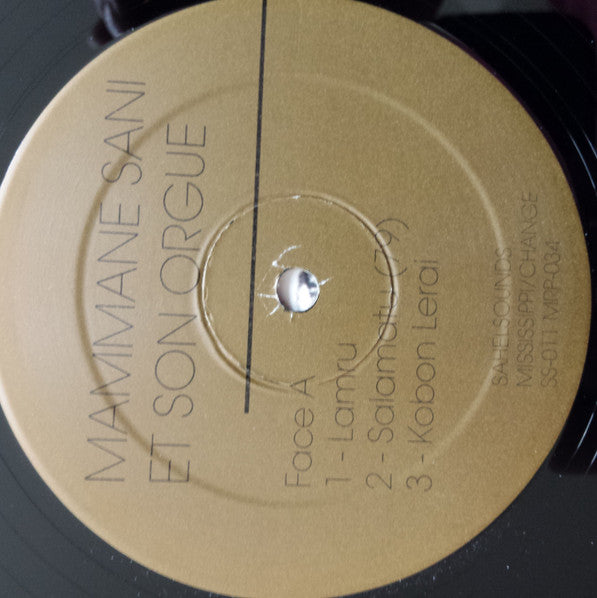 MAMMANE SANI
ET SON ORGUE
Face A
1 - Lamru
2 - Salamatu (79)
3 - Kobon Lerai
SAHELSOUNDS
MISSISSIPPI/CHANGE
SS-011 MRP-034